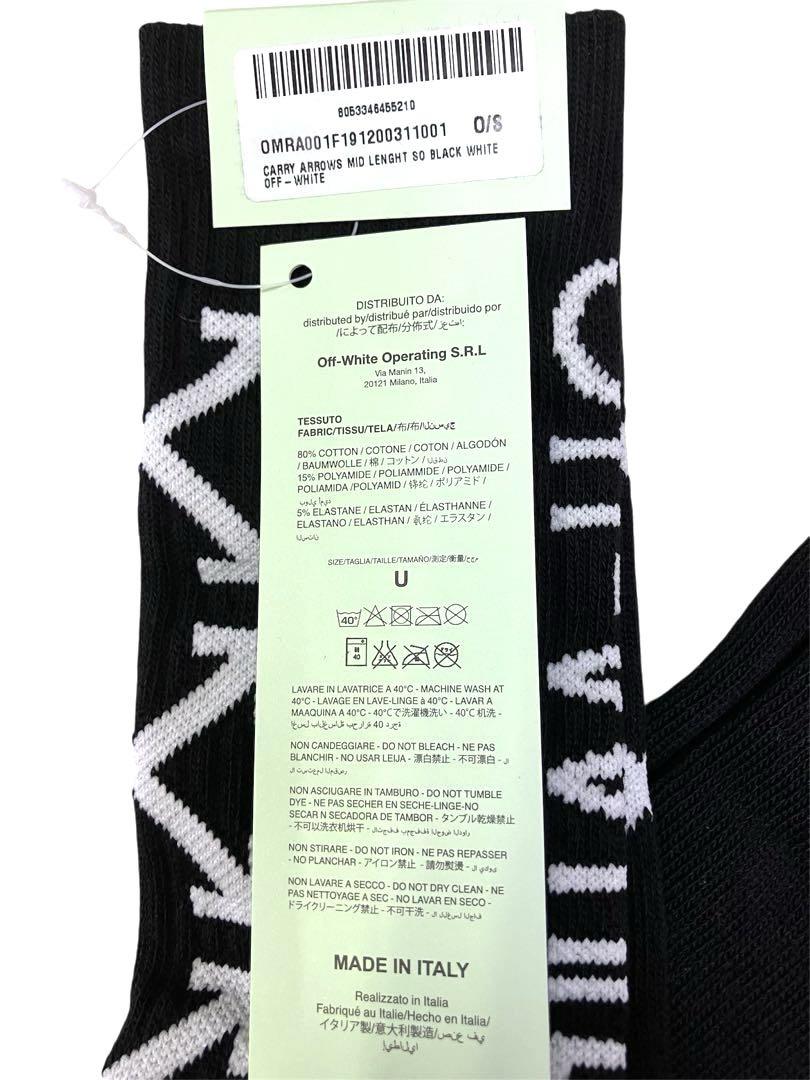 8053346455210
OMRA001F191200311001 O/S
CARRY ARROWS MID LENGHT SO BLACK WHITE
OFF-WHITE
DISTRIBUITO DA:
distributed by/distribué par/distribuido por
/によって配布/分佈式/
Off-White Operating S.R.L
Via Manin 13,
20121 Milano, Italia
TESSUTO
FABRIC/TISSU/TELA/布/布/
80% COTTON / COTONE / COTON / ALGODÓN
/ BAUMWOLLE / 棉 / コットン /
15% POLYAMIDE / POLIAMMIDE / POLYAMIDE /
POLIAMIDA /POLYAMID / 锦纶 / ポリアミド /
5% ELASTANE / ELASTAN / ÉLASTHANNE /
ELASTANO / ELASTHAN / 氨纶 / エラスタン /
SIZE/TAGLIA/TAILLE/TAMAÑO/測定/衡量/
U
40°
40
LAVARE IN LAVATRICE A 40°C - MACHINE WASH AT
40°C - LAVAGE EN LAVE-LINGE à 40°C - LAVAR A
MAAQUINA A 40°C - 40℃で洗濯機洗い - 40℃ 机洗 -
NON CANDEGGIARE - DO NOT BLEACH - NE PAS
BLANCHIR - NO USAR LEIJA - 漂白禁止 - 不可漂白 -
NON ASCIUGARE IN TAMBURO - DO NOT TUMBLE
DYE - NE PAS SECHER EN SECHE-LINGE-NO
SECAR N SECADORA DE TAMBOR - タンブル乾燥禁止
- 不可以洗衣机烘干 -
NON STIRARE - DO NOT IRON - NE PAS REPASSER
- NO PLANCHAR - アイロン禁止 - 請勿熨燙 -
NON LAVARE A SECCO - DO NOT DRY CLEAN - NE
PAS NETTOYAGE A SEC - NO LAVAR EN SECO -
ドライクリーニング禁止 - 不可干洗 -
MADE IN ITALY
Realizzato in Italia
Fabriqué au Italie/Hecho en Italia/
イタリア製/意大利製造/صنع في
إيطاليا